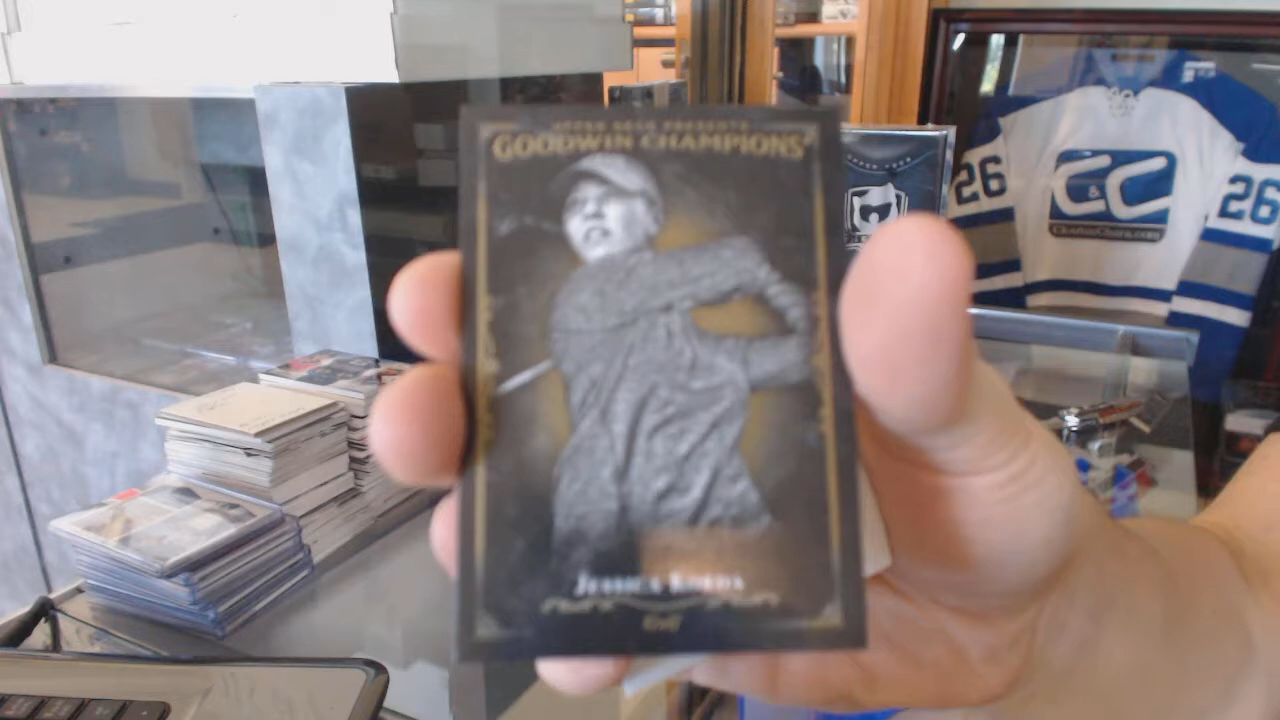 UPPER DECK PRESENTS
GOODWIN CHAMPIONS
JESSICA KORDA
GOLF
26
C&C
26